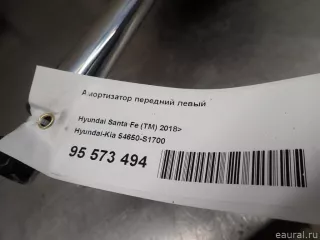 Амортизатор передний левый
Hyundai Santa Fe (TM) 2018>
Hyundai-Kia 54650-S1700
95 573 494
eaural.ru